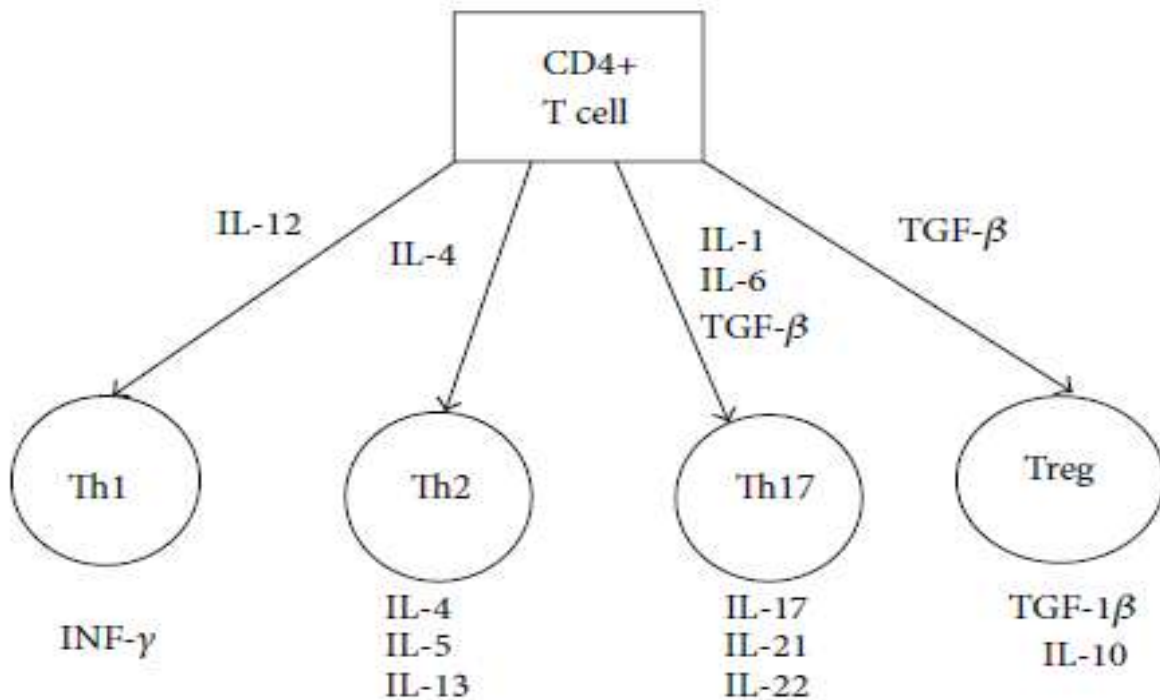 CD4+
T cell
IL-12
IL-4
IL-1
IL-6
TGF-β
TGF-β
Th1
Th2
Th17
Treg
INF-γ
IL-4
IL-5
IL-13
IL-17
IL-21
IL-22
TGF-1β
IL-10